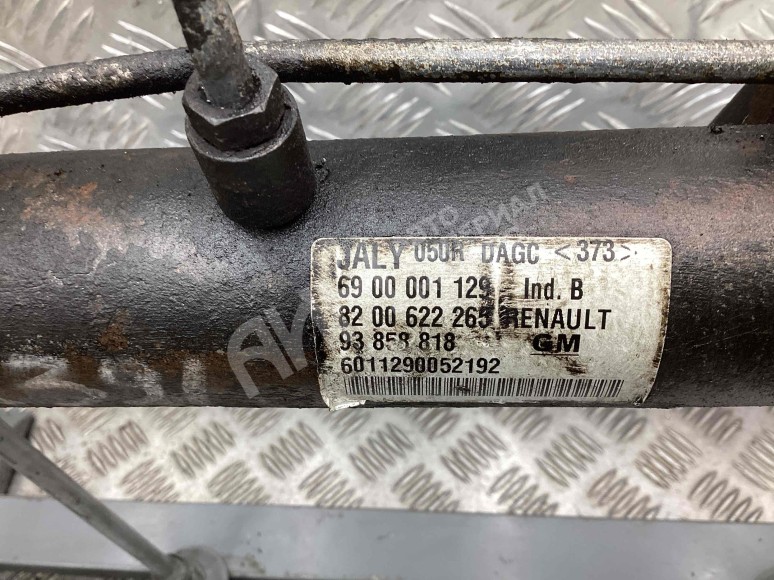 JALY 050R DAGC <373>
69 00 001 129 Ind. B
82 00 622 265 RENAULT
93 858 818 GM
6011290052192